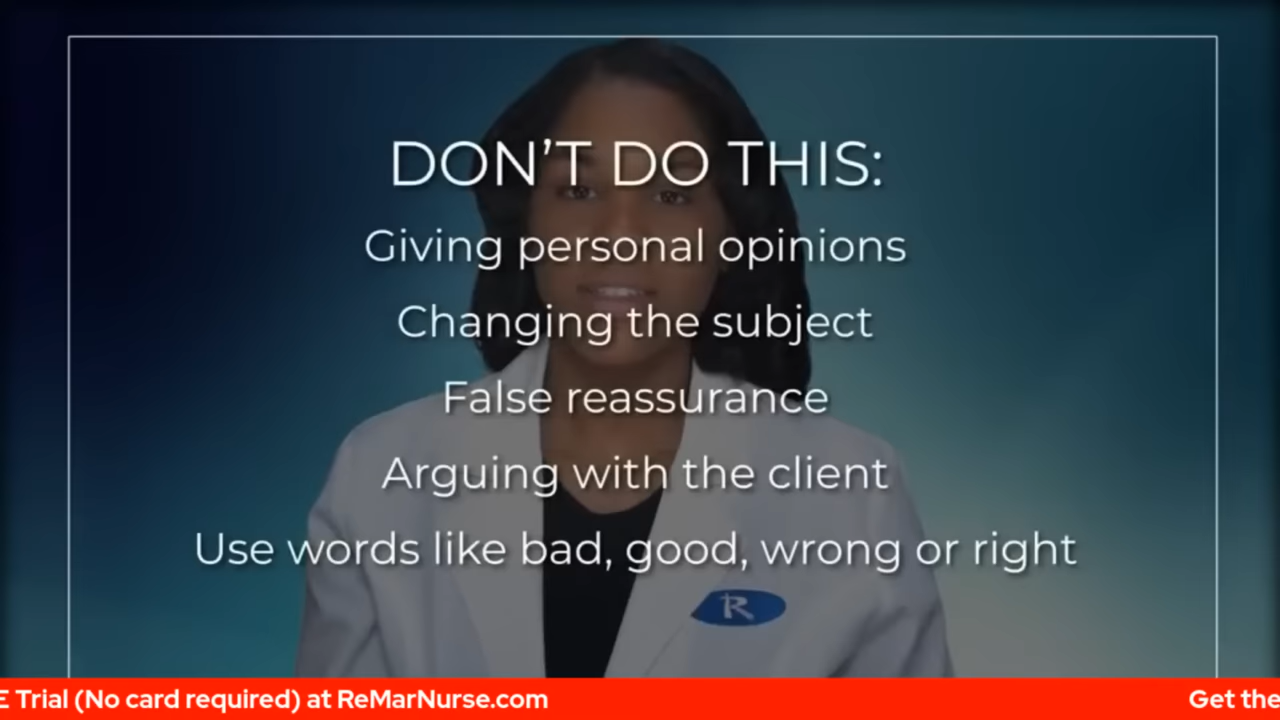 DON'T DO THIS:
Giving personal opinions
Changing the subject
False reassurance
Arguing with the client
Use words like bad, good, wrong or right
R
E Trial (No card required) at ReMarNurse.com
Get the